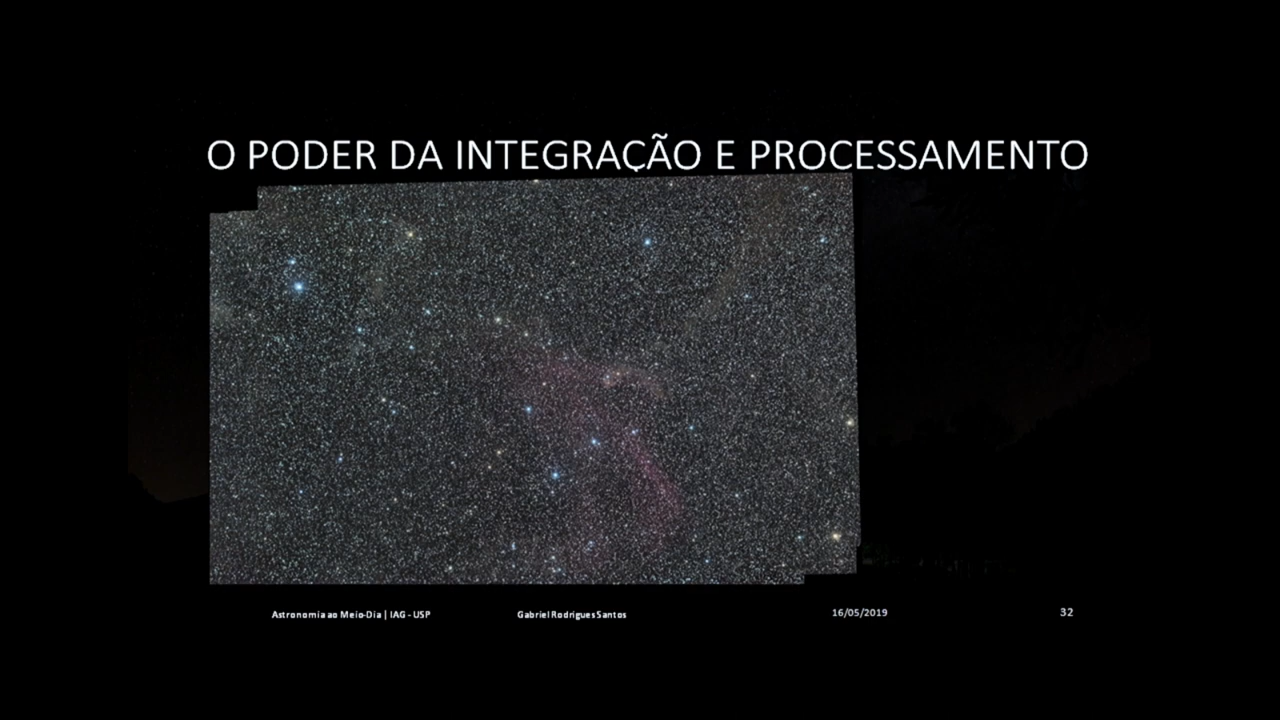 O PODER DA INTEGRAÇÃO E PROCESSAMENTO
Astronomia ao Meio-Dia | IAG - USP
Gabriel Rodrigues Santos
16/05/2019
32